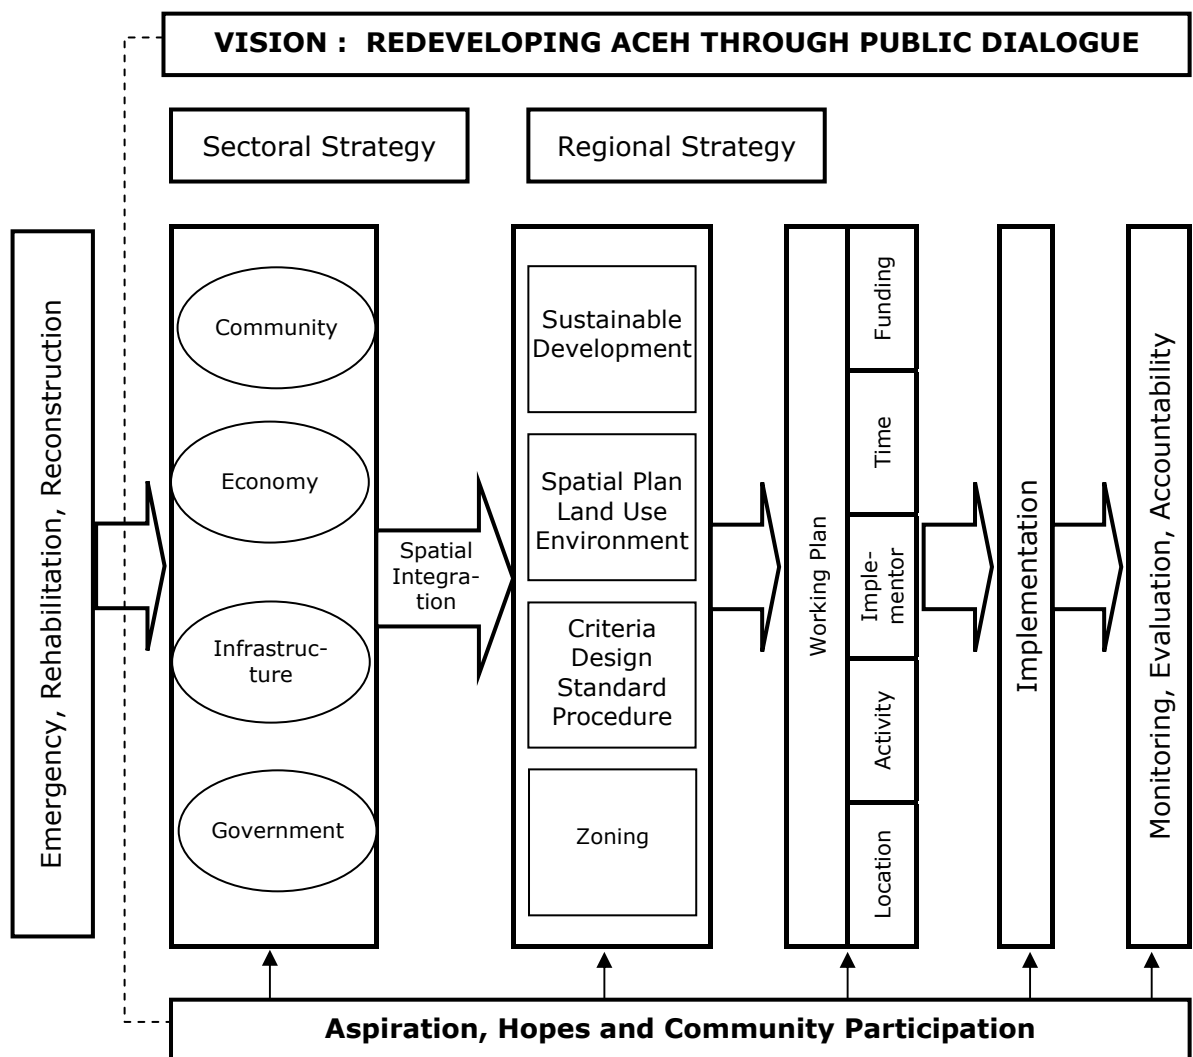 VISION :  REDEVELOPING ACEH THROUGH PUBLIC DIALOGUE
Sectoral Strategy
Regional Strategy
Emergency, Rehabilitation, Reconstruction
Community
Economy
Infrastruc-
ture
Government
Spatial
Integra-
tion
Sustainable
Development
Spatial Plan
Land Use
Environment
Criteria
Design
Standard
Procedure
Zoning
Working Plan
Funding
Time
Imple-
mentor
Activity
Location
Implementation
Monitoring, Evaluation, Accountability
Aspiration, Hopes and Community Participation